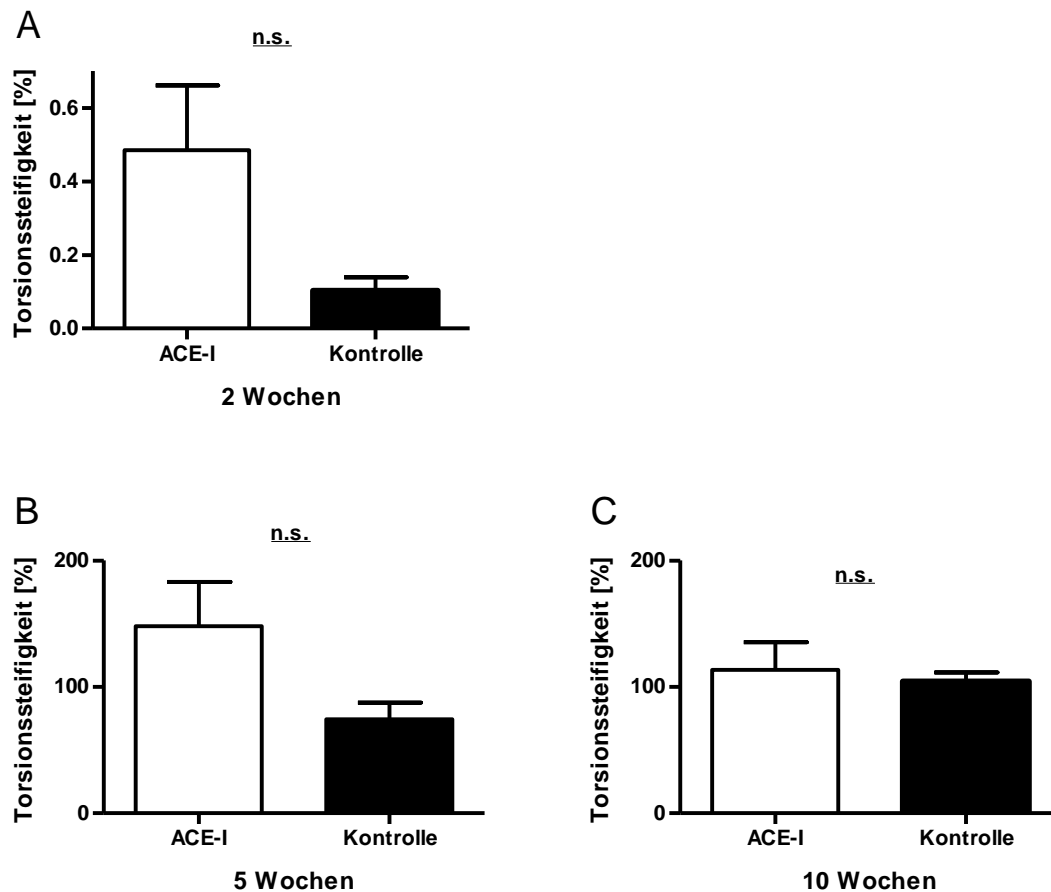 A
n.s.
Torsionssteifigkeit [%]
0.6
0.4
0.2
0.0
ACE-I Kontrolle
2 Wochen
B
n.s.
Torsionssteifigkeit [%]
200
100
0
ACE-I Kontrolle
5 Wochen
C
n.s.
Torsionssteifigkeit [%]
200
100
0
ACE-I Kontrolle
10 Wochen